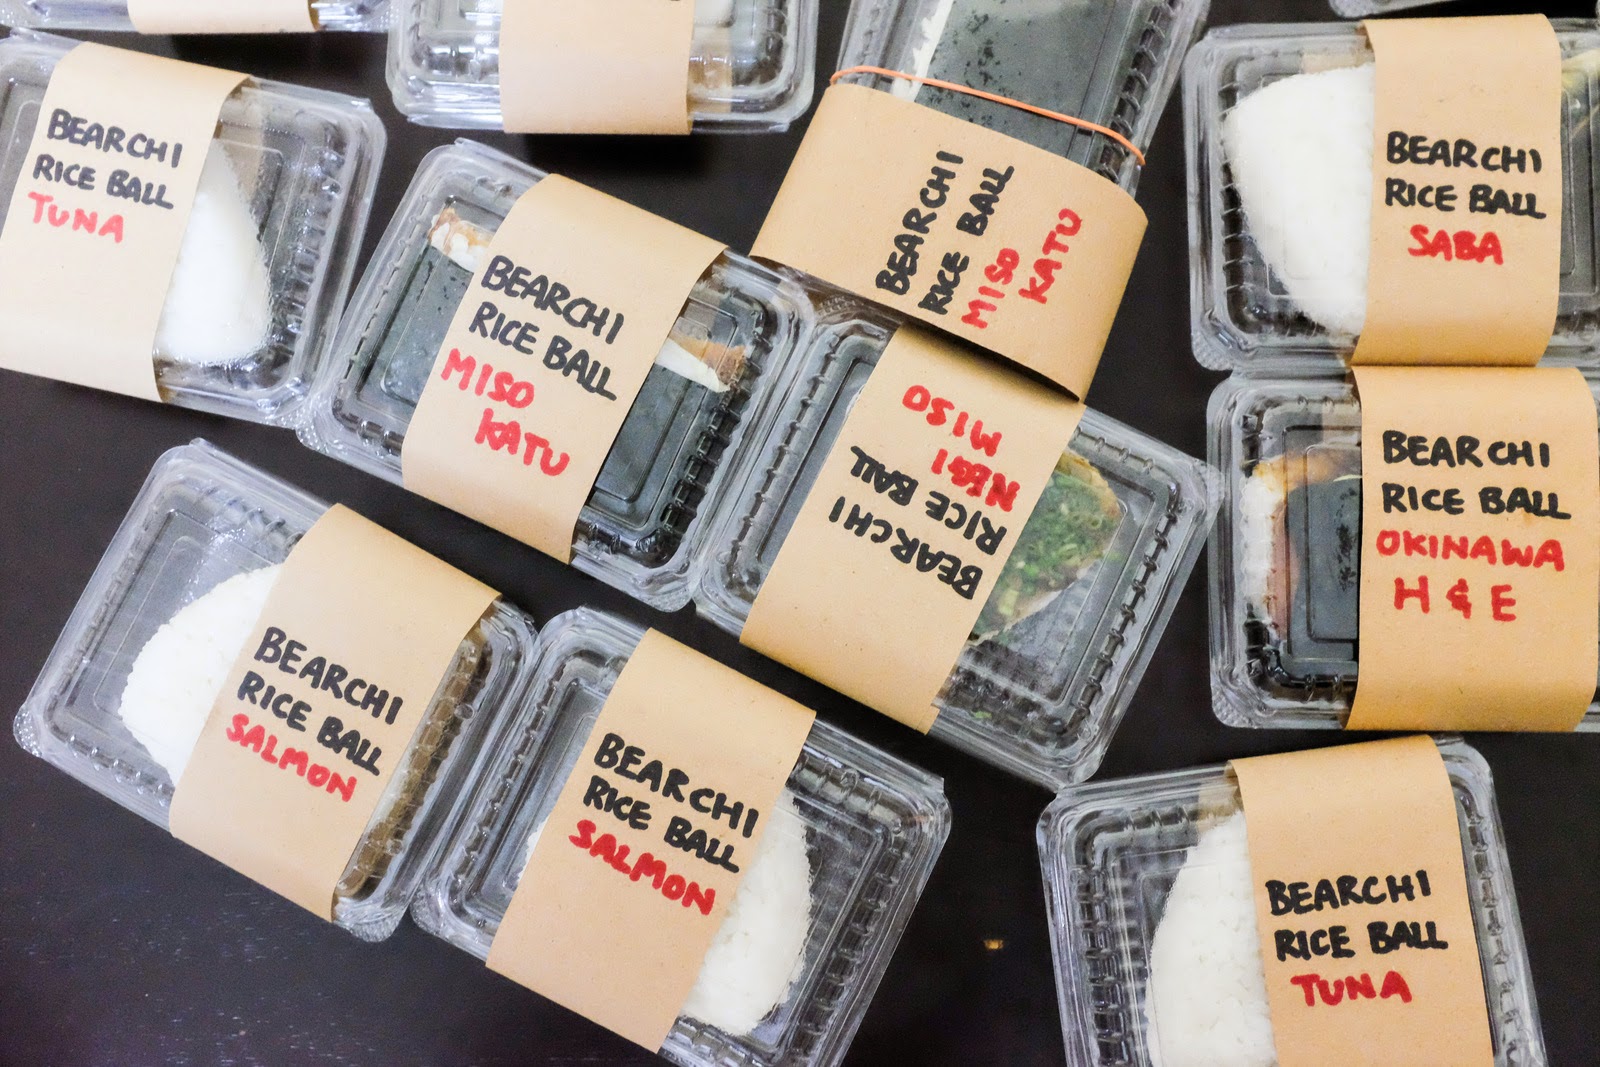 BEARCHI
RICE BALL
TUNA
BEARCHI
RICE BALL
MISO
KATU
BEARCHI
RICE BALL
MISO
KATU
BEARCHI
RICE BALL
SABA
BEARCHI
RICE BALL
NEGI
MISO
BEARCHI
RICE BALL
OKINAWA
H & E
BEARCHI
RICE BALL
SALMON
BEARCHI
RICE BALL
SALMON
BEARCHI
RICE BALL
TUNA